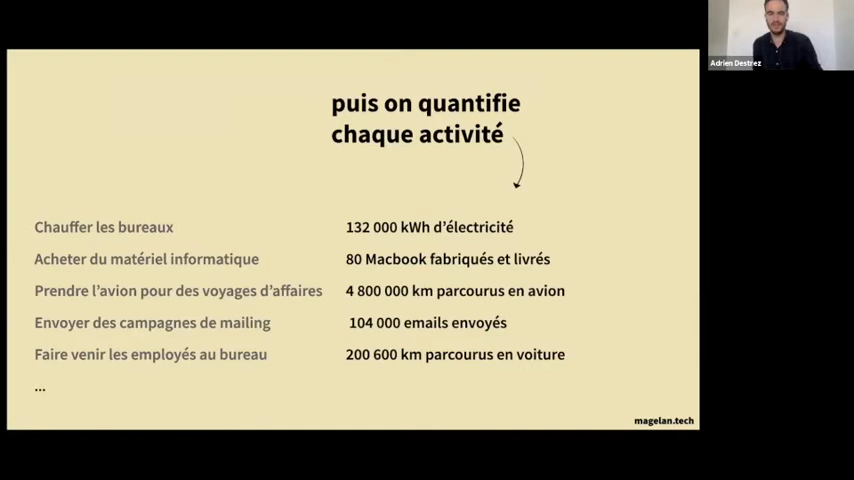 Adrien Destrez
puis on quantifie
chaque activité
Chauffer les bureaux 132 000 kWh d’électricité
Acheter du matériel informatique 80 Macbook fabriqués et livrés
Prendre l’avion pour des voyages d’affaires 4 800 000 km parcourus en avion
Envoyer des campagnes de mailing 104 000 emails envoyés
Faire venir les employés au bureau 200 600 km parcourus en voiture
...
magelan.tech